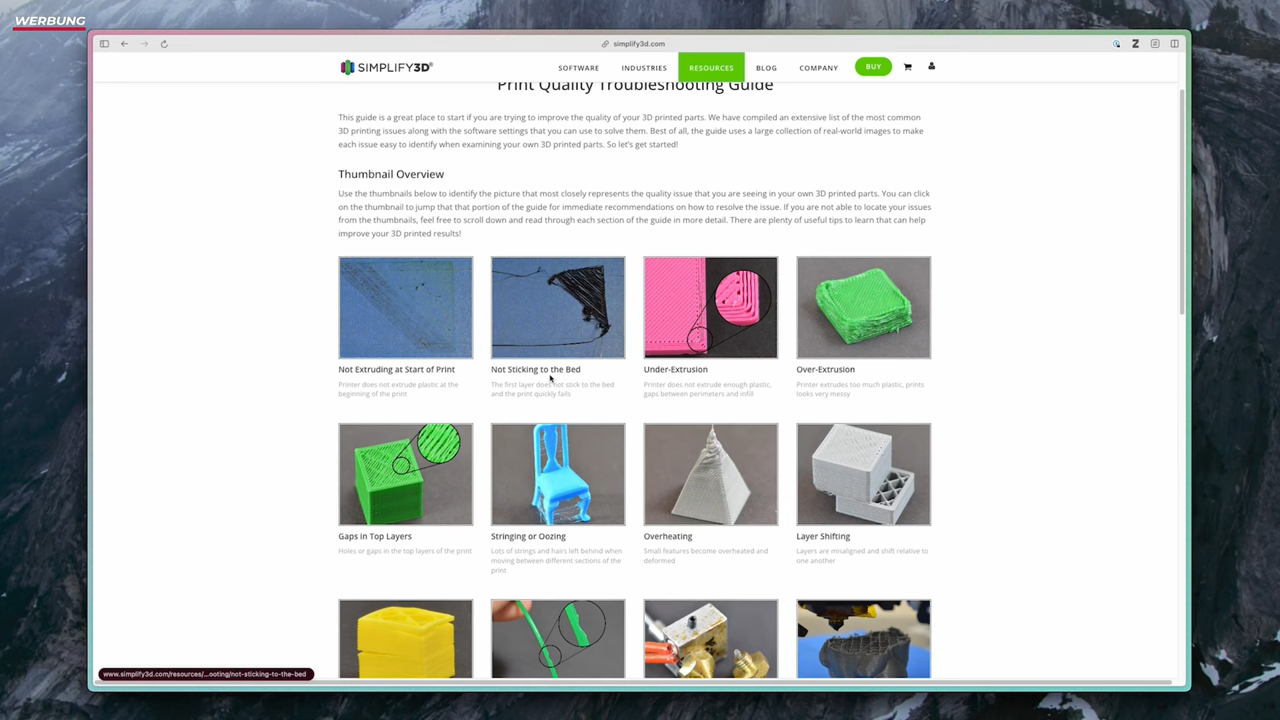 WERBUNG
simplify3d.com
SIMPLIFY3D®
SOFTWARE
INDUSTRIES
RESOURCES
BLOG
COMPANY
BUY
Print Quality Troubleshooting Guide
This guide is a great place to start if you are trying to improve the quality of your 3D printed parts. We have compiled an extensive list of the most common
3D printing issues along with the software settings that you can use to solve them. Best of all, the guide uses a large collection of real-world images to make
each issue easy to identify when examining your own 3D printed parts. So let's get started!
Thumbnail Overview
Use the thumbnails below to identify the picture that most closely represents the quality issue that you are seeing in your own 3D printed parts. You can click
on the thumbnail to jump that that portion of the guide for immediate recommendations on how to resolve the issue. If you are not able to locate your issues
from the thumbnails, feel free to scroll down and read through each section of the guide in more detail. There are plenty of useful tips to learn that can help
improve your 3D printed results!
Not Extruding at Start of Print
Printer does not extrude plastic at the
beginning of the print
Not Sticking to the Bed
The first layer does not stick to the bed
and the print quickly fails
Under-Extrusion
Printer does not extrude enough plastic,
gaps between perimeters and infill
Over-Extrusion
Printer extrudes too much plastic, prints
looks very messy
Gaps in Top Layers
Holes or gaps in the top layers of the print
Stringing or Oozing
Lots of strings and hairs left behind when
moving between different sections of the
print
Overheating
Small features become overheated and
deformed
Layer Shifting
Layers are misaligned and shift relative to
one another
www.simplify3d.com/resources/...ooting/not-sticking-to-the-bed